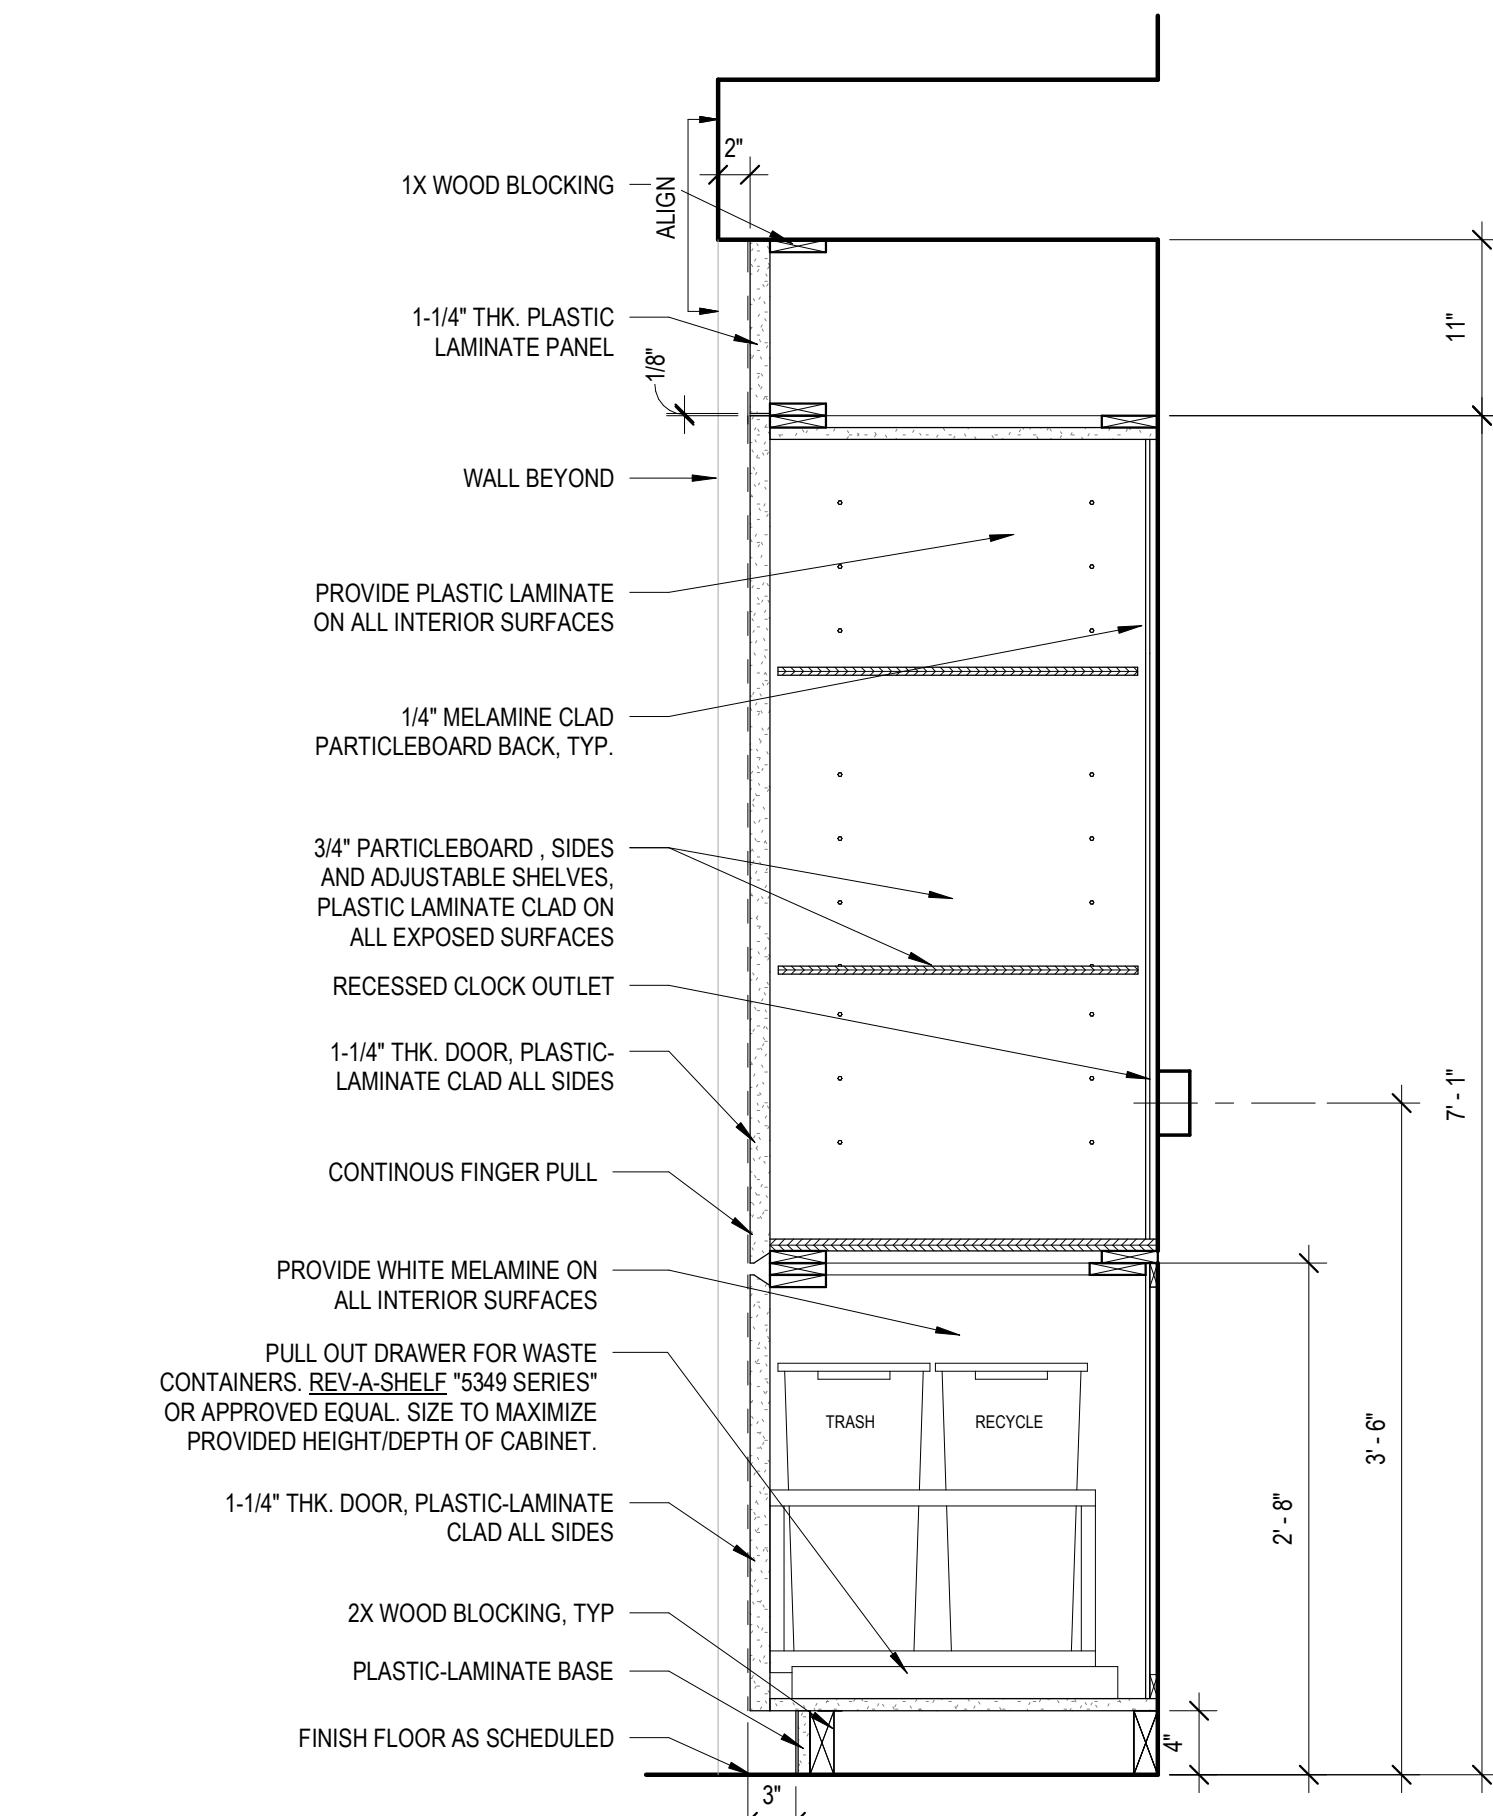 2"
1X WOOD BLOCKING
ALIGN
1-1/4" THK. PLASTIC
LAMINATE PANEL
1/8"
11"
WALL BEYOND
PROVIDE PLASTIC LAMINATE
ON ALL INTERIOR SURFACES
1/4" MELAMINE CLAD
PARTICLEBOARD BACK, TYP.
3/4" PARTICLEBOARD , SIDES
AND ADJUSTABLE SHELVES,
PLASTIC LAMINATE CLAD ON
ALL EXPOSED SURFACES
RECESSED CLOCK OUTLET
1-1/4" THK. DOOR, PLASTIC-
LAMINATE CLAD ALL SIDES
7' - 1"
CONTINOUS FINGER PULL
PROVIDE WHITE MELAMINE ON
ALL INTERIOR SURFACES
PULL OUT DRAWER FOR WASTE
CONTAINERS. REV-A-SHELF "5349 SERIES"
OR APPROVED EQUAL. SIZE TO MAXIMIZE
PROVIDED HEIGHT/DEPTH OF CABINET.
TRASH
RECYCLE
3' - 6"
2' - 8"
1-1/4" THK. DOOR, PLASTIC-LAMINATE
CLAD ALL SIDES
2X WOOD BLOCKING, TYP
PLASTIC-LAMINATE BASE
FINISH FLOOR AS SCHEDULED
4"
3"